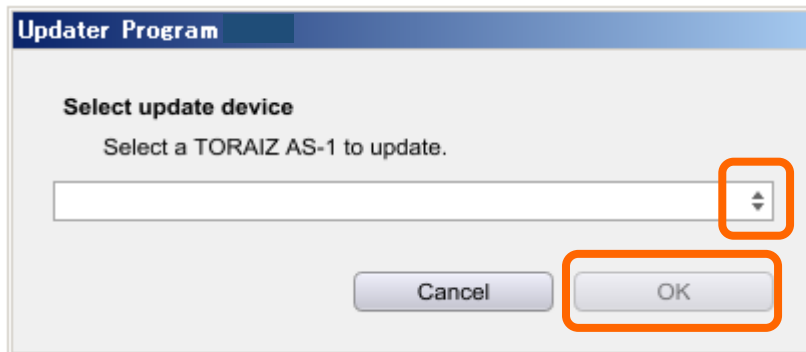 Updater Program
Select update device
Select a TORAIZ AS-1 to update.
Cancel
OK